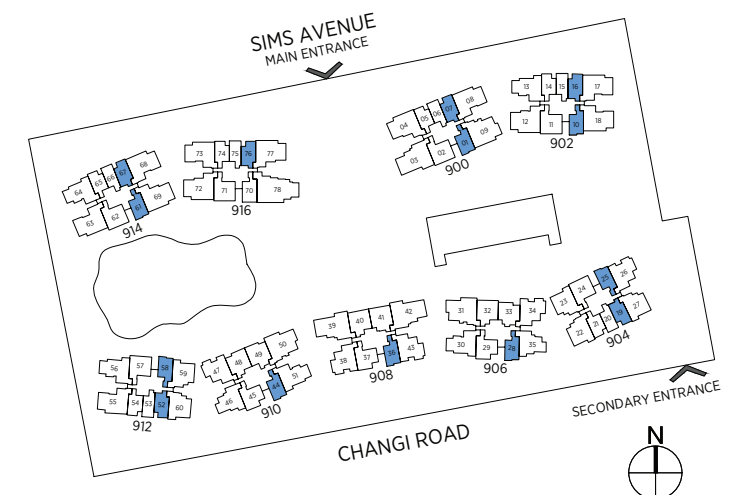 SIMS AVENUE
MAIN ENTRANCE
04 05 06 07 08
03 02 01 09
900
13 14 15 16 17
12 11 10 18
902
64 65 66 67 68
63 62 61 69
914
73 74 75 76 77
72 71 70 78
916
23 24 25 26
22 21 20 19 27
904
31 32 33 34
30 29 28 35
906
39 40 41 42
38 37 36 43
908
47 48 49 50
46 45 44 51
910
56 57 58 59
55 54 53 52 60
912
SECONDARY ENTRANCE
CHANGI ROAD
N